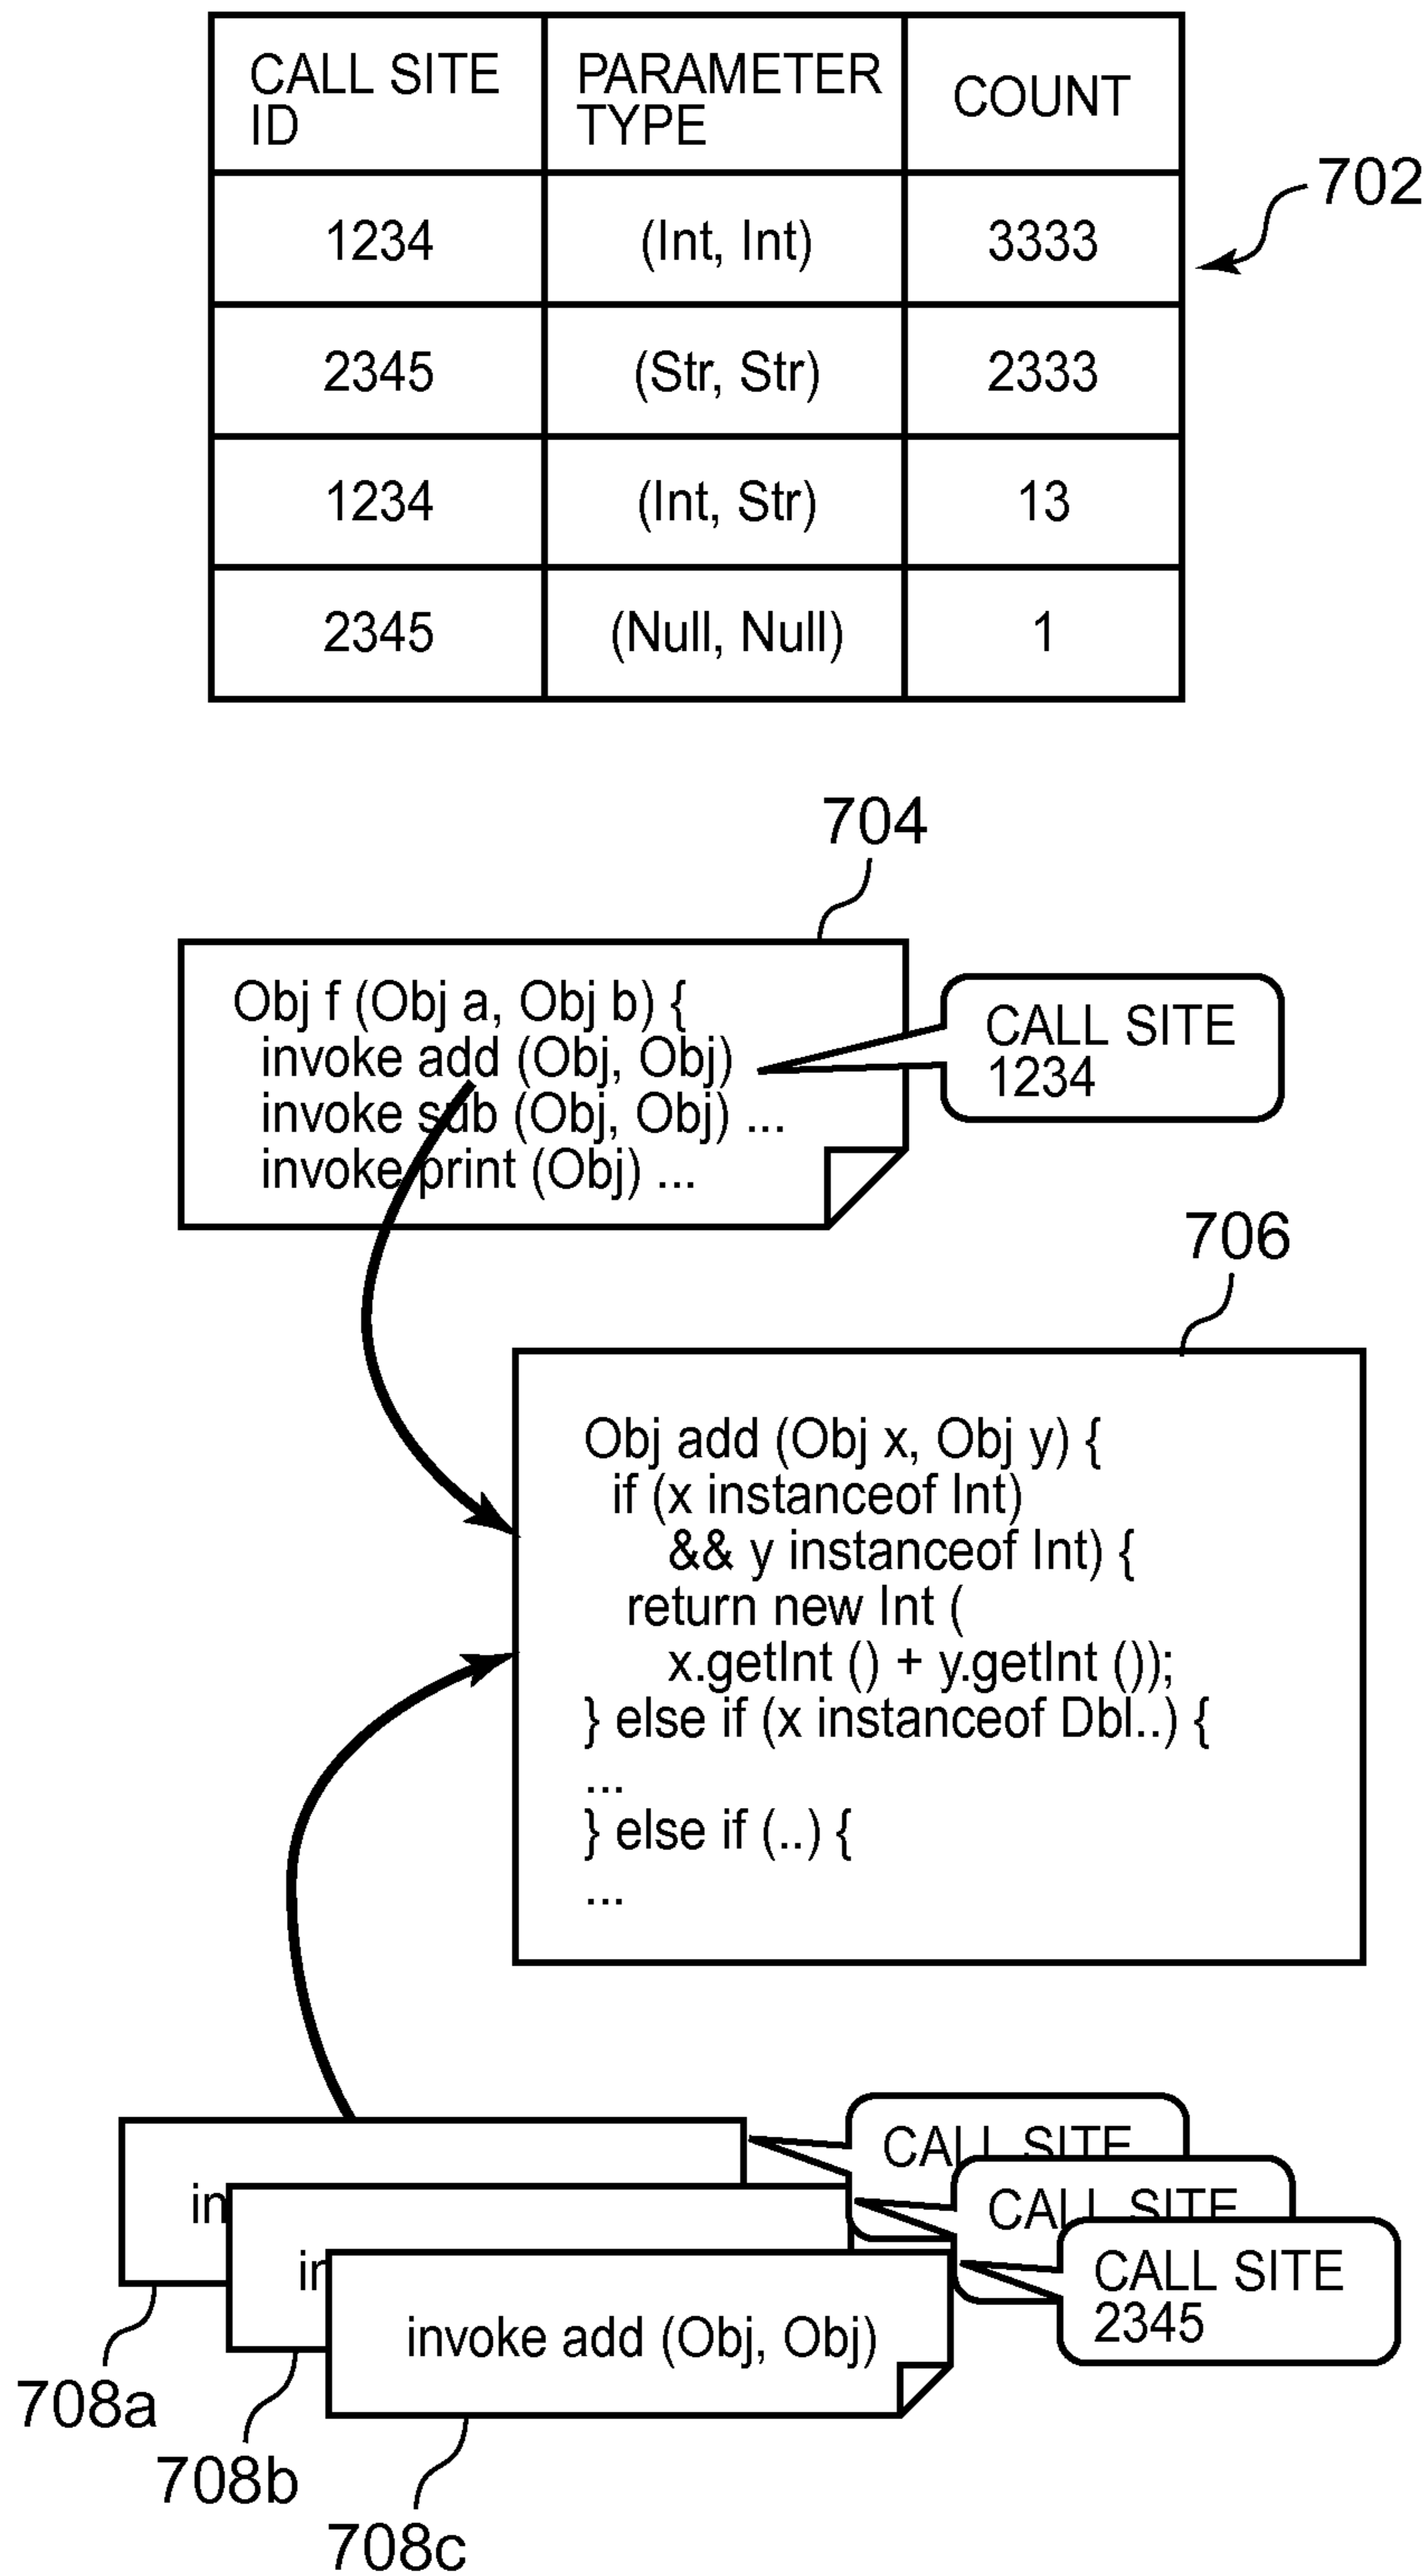 CALL SITE ID PARAMETER TYPE COUNT
702
1234 (Int, Int) 3333
2345 (Str, Str) 2333
1234 (Int, Str) 13
2345 (Null, Null) 1
704
Obj f (Obj a, Obj b) {
invoke add (Obj, Obj)
invoke sub (Obj, Obj) ...
invoke print (Obj) ...
CALL SITE
1234
706
Obj add (Obj x, Obj y) {
if (x instanceof Int)
&& y instanceof Int) {
return new Int (
x.getInt () + y.getInt ());
} else if (x instanceof Dbl..) {
...
} else if (..) {
...
CALL SITE
CALL SITE
CALL SITE
2345
in
in
invoke add (Obj, Obj)
708a
708b
708c